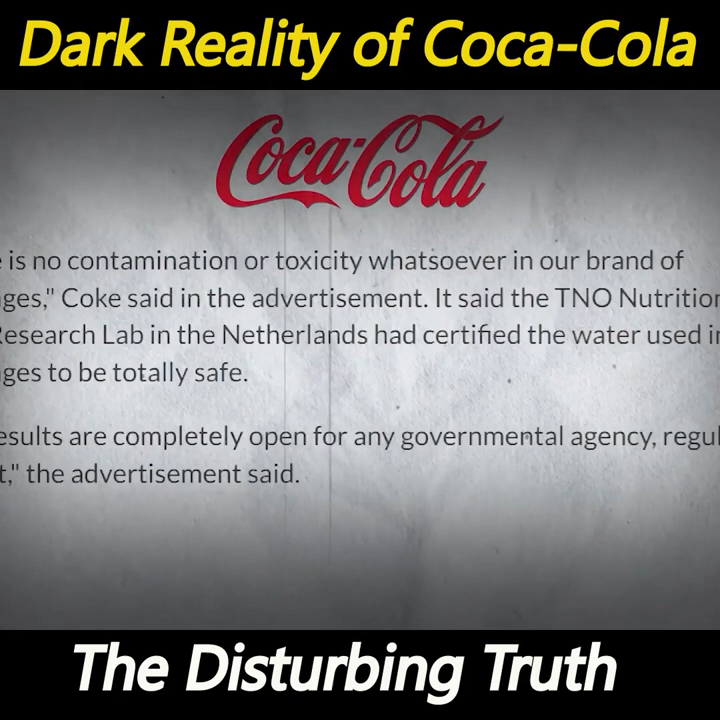 Dark Reality of Coca-Cola
Coca-Cola
e is no contamination or toxicity whatsoever in our brand of
ges," Coke said in the advertisement. It said the TNO Nutrition
Research Lab in the Netherlands had certified the water used in
ges to be totally safe.
esults are completely open for any governmental agency, regul
t," the advertisement said.
The Disturbing Truth